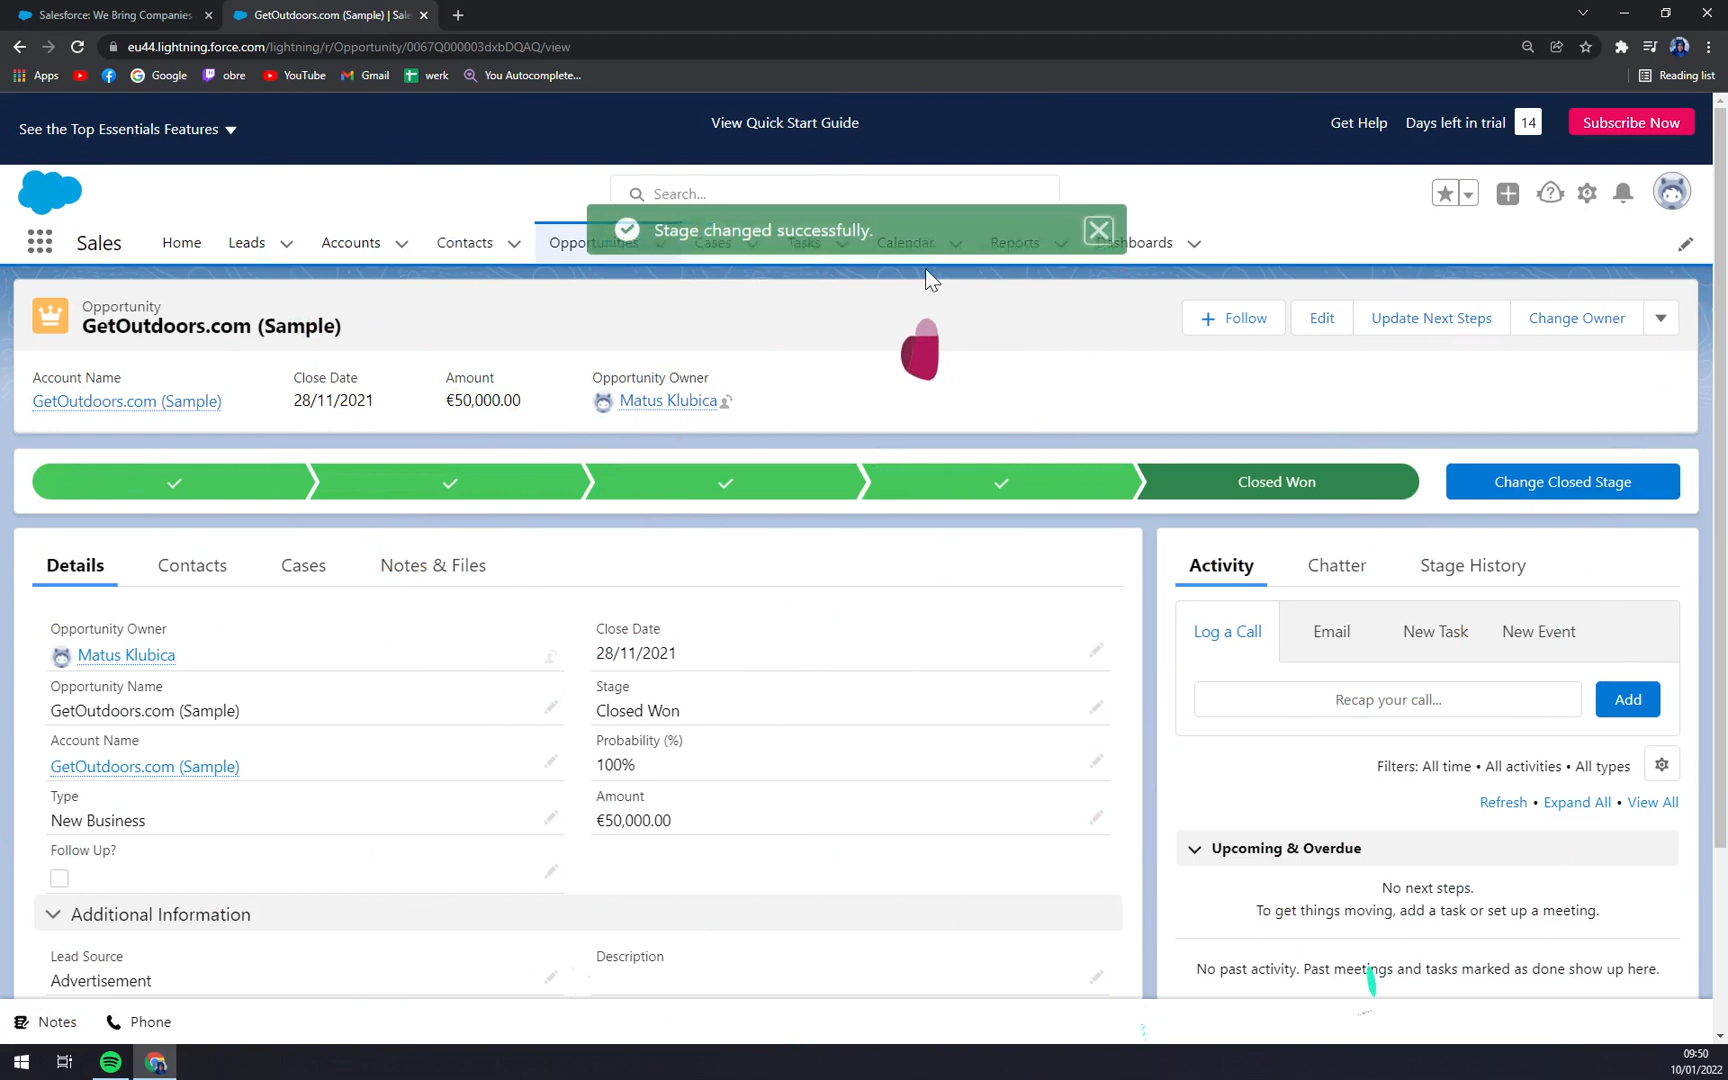 Salesforce: We Bring Companies
GetOutdoors.com (Sample) | Sale
eu44.lightning.force.com/lightning/r/Opportunity/0067Q000003dxbDQAQ/view
Apps
Google
obre
YouTube
Gmail
werk
You Autocomplete...
Reading list
See the Top Essentials Features
View Quick Start Guide
Get Help
Days left in trial
14
Subscribe Now
Search...
Stage changed successfully.
Sales
Home
Leads
Accounts
Contacts
Opportunities
Cases
Tasks
Calendar
Reports
Dashboards
Opportunity
GetOutdoors.com (Sample)
Follow
Edit
Update Next Steps
Change Owner
Account Name
GetOutdoors.com (Sample)
Close Date
28/11/2021
Amount
€50,000.00
Opportunity Owner
Matus Klubica
Closed Won
Change Closed Stage
Details
Contacts
Cases
Notes & Files
Opportunity Owner
Matus Klubica
Close Date
28/11/2021
Opportunity Name
GetOutdoors.com (Sample)
Stage
Closed Won
Account Name
GetOutdoors.com (Sample)
Probability (%)
100%
Type
New Business
Amount
€50,000.00
Follow Up?
Additional Information
Lead Source
Advertisement
Description
Activity
Chatter
Stage History
Log a Call
Email
New Task
New Event
Recap your call...
Add
Filters: All time • All activities • All types
Refresh • Expand All • View All
Upcoming & Overdue
No next steps.
To get things moving, add a task or set up a meeting.
No past activity. Past meetings and tasks marked as done show up here.
Notes
Phone
09:50
10/01/2022